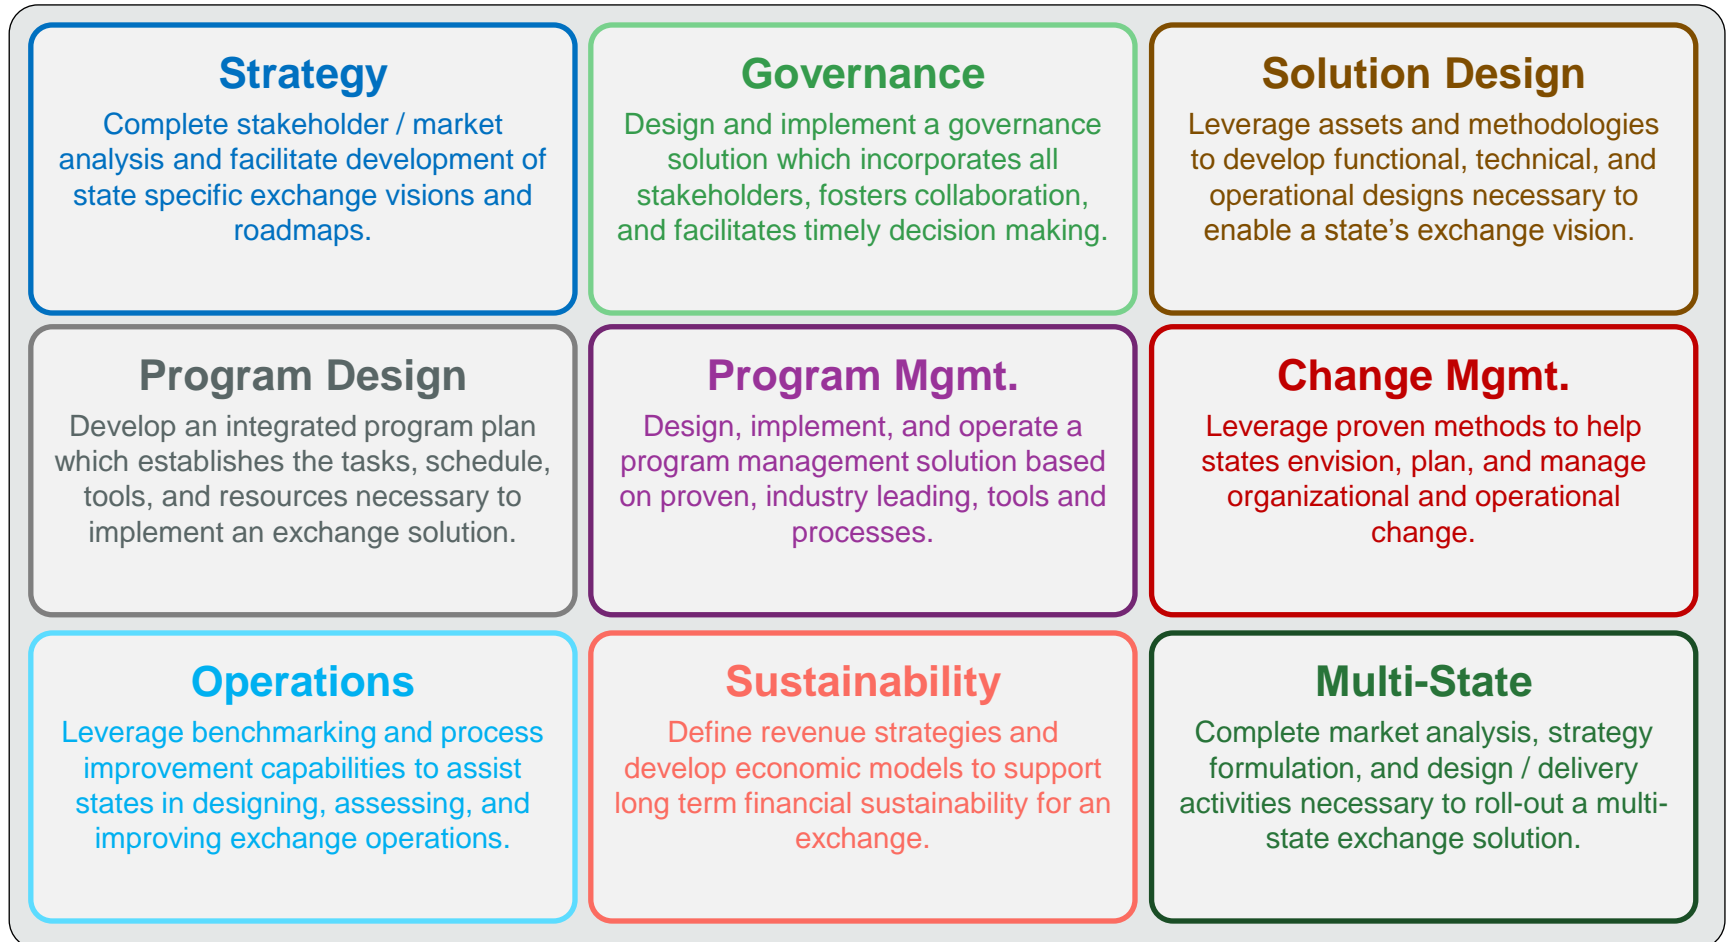 Strategy
Complete stakeholder / market
analysis and facilitate development of
state specific exchange visions and
roadmaps.
Governance
Design and implement a governance
solution which incorporates all
stakeholders, fosters collaboration,
and facilitates timely decision making.
Solution Design
Leverage assets and methodologies
to develop functional, technical, and
operational designs necessary to
enable a state’s exchange vision.
Program Design
Develop an integrated program plan
which establishes the tasks, schedule,
tools, and resources necessary to
implement an exchange solution.
Program Mgmt.
Design, implement, and operate a
program management solution based
on proven, industry leading, tools and
processes.
Change Mgmt.
Leverage proven methods to help
states envision, plan, and manage
organizational and operational
change.
Operations
Leverage benchmarking and process
improvement capabilities to assist
states in designing, assessing, and
improving exchange operations.
Sustainability
Define revenue strategies and
develop economic models to support
long term financial sustainability for an
exchange.
Multi-State
Complete market analysis, strategy
formulation, and design / delivery
activities necessary to roll-out a multi-
state exchange solution.